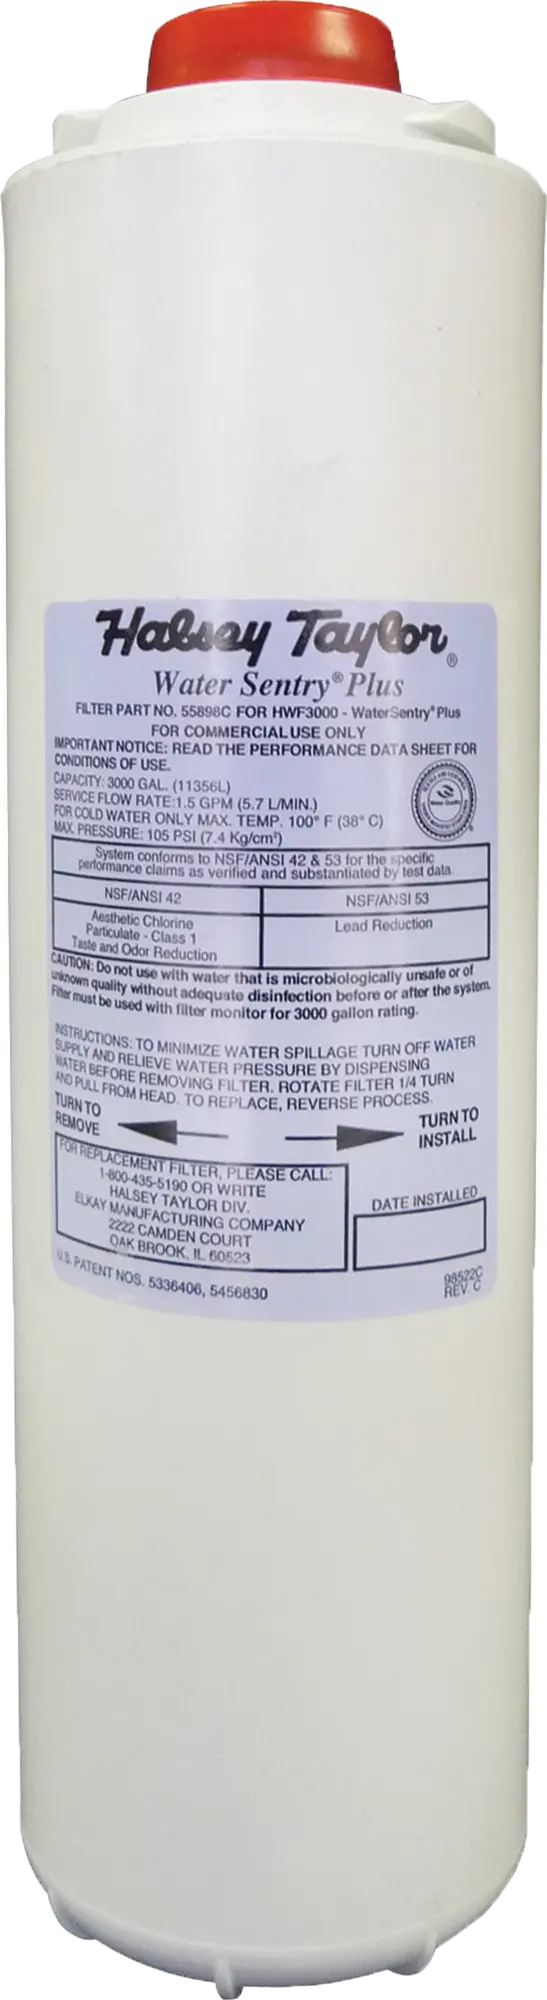 Halsey Taylor®
Water Sentry® Plus
FILTER PART NO. 55898C FOR HWF3000 - WaterSentry® Plus
FOR COMMERCIAL USE ONLY
IMPORTANT NOTICE: READ THE PERFORMANCE DATA SHEET FOR
CONDITIONS OF USE.
CAPACITY: 3000 GAL. (11356L)
SERVICE FLOW RATE:1.5 GPM (5.7 L/MIN.)
FOR COLD WATER ONLY MAX. TEMP. 100° F (38° C)
MAX. PRESSURE: 105 PSI (7.4 Kg/cm²)
Water Quality
System conforms to NSF/ANSI 42 & 53 for the specific
performance claims as verified and substantiated by test data.
NSF/ANSI 42
NSF/ANSI 53
Aesthetic Chlorine
Particulate - Class 1
Taste and Odor Reduction
Lead Reduction
CAUTION: Do not use with water that is microbiologically unsafe or of
unknown quality without adequate disinfection before or after the system.
Filter must be used with filter monitor for 3000 gallon rating.
INSTRUCTIONS: TO MINIMIZE WATER SPILLAGE TURN OFF WATER
SUPPLY AND RELIEVE WATER PRESSURE BY DISPENSING
WATER BEFORE REMOVING FILTER. ROTATE FILTER 1/4 TURN
AND PULL FROM HEAD. TO REPLACE, REVERSE PROCESS.
TURN TO
REMOVE
TURN TO
INSTALL
FOR REPLACEMENT FILTER, PLEASE CALL:
1-800-435-5190 OR WRITE
HALSEY TAYLOR DIV.
ELKAY MANUFACTURING COMPANY
2222 CAMDEN COURT
OAK BROOK, IL 60523
DATE INSTALLED
U.S. PATENT NOS. 5336406, 5456830
98522C
REV. C